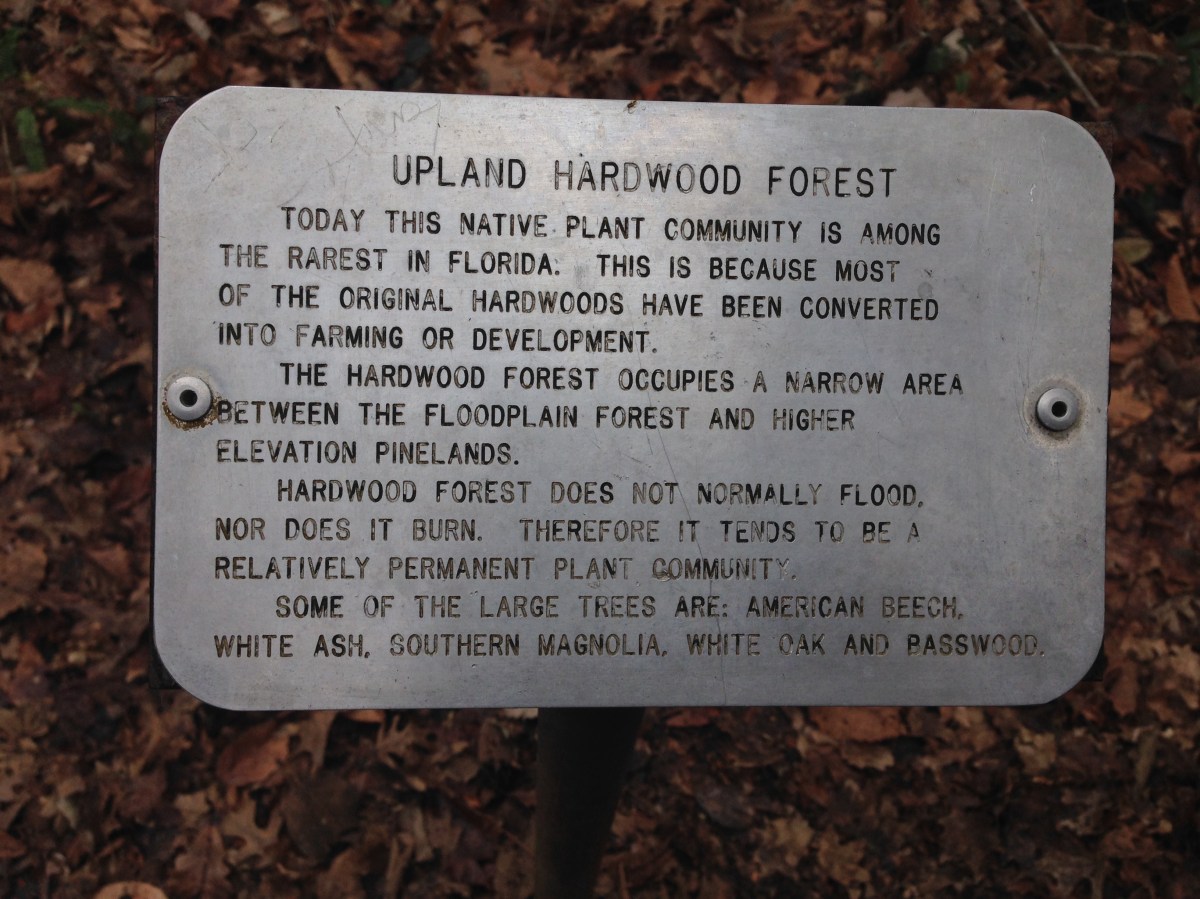 UPLAND HARDWOOD FOREST
TODAY THIS NATIVE PLANT COMMUNITY IS AMONG
THE RAREST IN FLORIDA. THIS IS BECAUSE MOST
OF THE ORIGINAL HARDWOODS HAVE BEEN CONVERTED
INTO FARMING OR DEVELOPMENT.
THE HARDWOOD FOREST OCCUPIES A NARROW AREA
BETWEEN THE FLOODPLAIN FOREST AND HIGHER
ELEVATION PINELANDS.
HARDWOOD FOREST DOES NOT NORMALLY FLOOD,
NOR DOES IT BURN. THEREFORE IT TENDS TO BE A
RELATIVELY PERMANENT PLANT COMMUNITY.
SOME OF THE LARGE TREES ARE: AMERICAN BEECH,
WHITE ASH, SOUTHERN MAGNOLIA, WHITE OAK AND BASSWOOD.